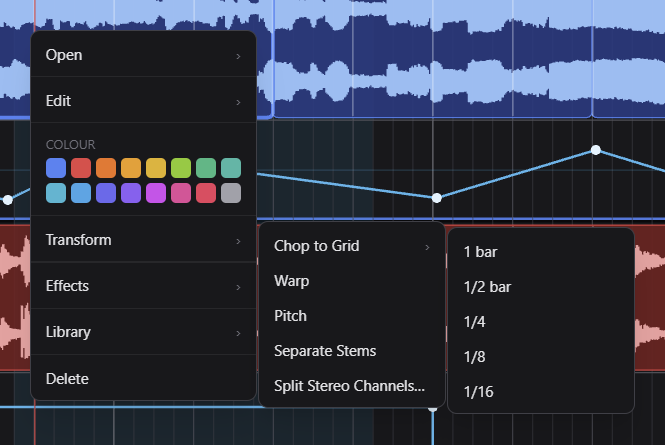 Open
Edit
COLOUR
Transform
Effects
Library
Delete
Chop to Grid
Warp
Pitch
Separate Stems
Split Stereo Channels...
1 bar
1/2 bar
1/4
1/8
1/16